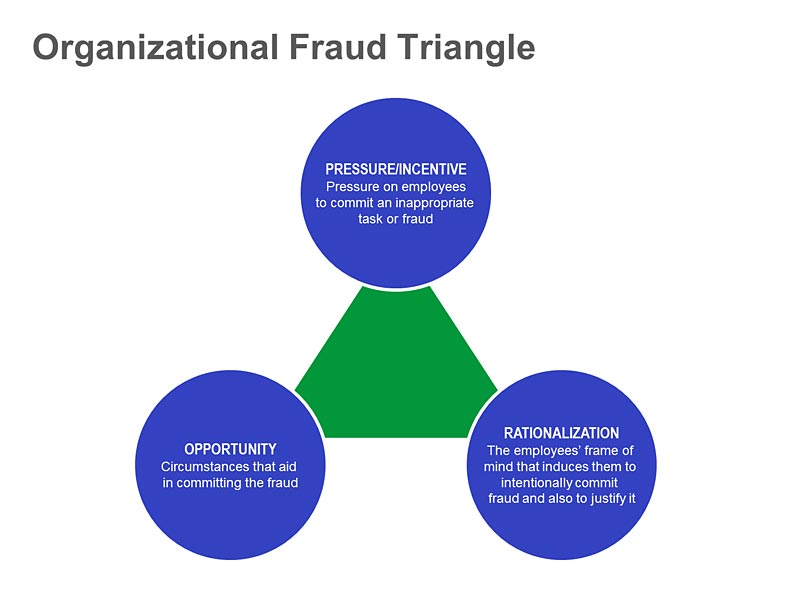 Organizational Fraud Triangle
PRESSURE/INCENTIVE
Pressure on employees
to commit an inappropriate
task or fraud
OPPORTUNITY
Circumstances that aid
in committing the fraud
RATIONALIZATION
The employees' frame of
mind that induces them to
intentionally commit
fraud and also to justify it